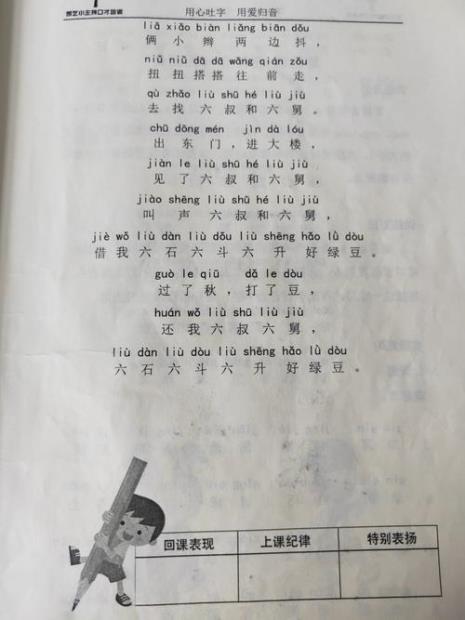 用心吐字 用爱归音
liǎ xiǎo biàn liǎng biān dǒu
俩小辫两边抖，
niǔ niǔ dā dā wǎng qián zǒu
扭扭搭搭往前走，
qù zhǎo liù shū hé liù jiù
去找六叔和六舅。
chū dōng mén jìn dà lóu
出东门，进大楼，
jiàn le liù shū hé liù jiù
见了六叔和六舅，
jiào shēng liù shū hé liù jiù
叫声六叔和六舅，
jiè wǒ liù dàn liù dǒu liù shēng hǎo lǜ dòu
借我六石六斗六升好绿豆。
guò le qiū dǎ le dòu
过了秋，打了豆，
huán wǒ liù shū liù jiù
还我六叔六舅，
liù dàn liù dòu liù shēng hǎo lǜ dòu
六石六斗六升好绿豆。
回课表现 上课纪律 特别表扬